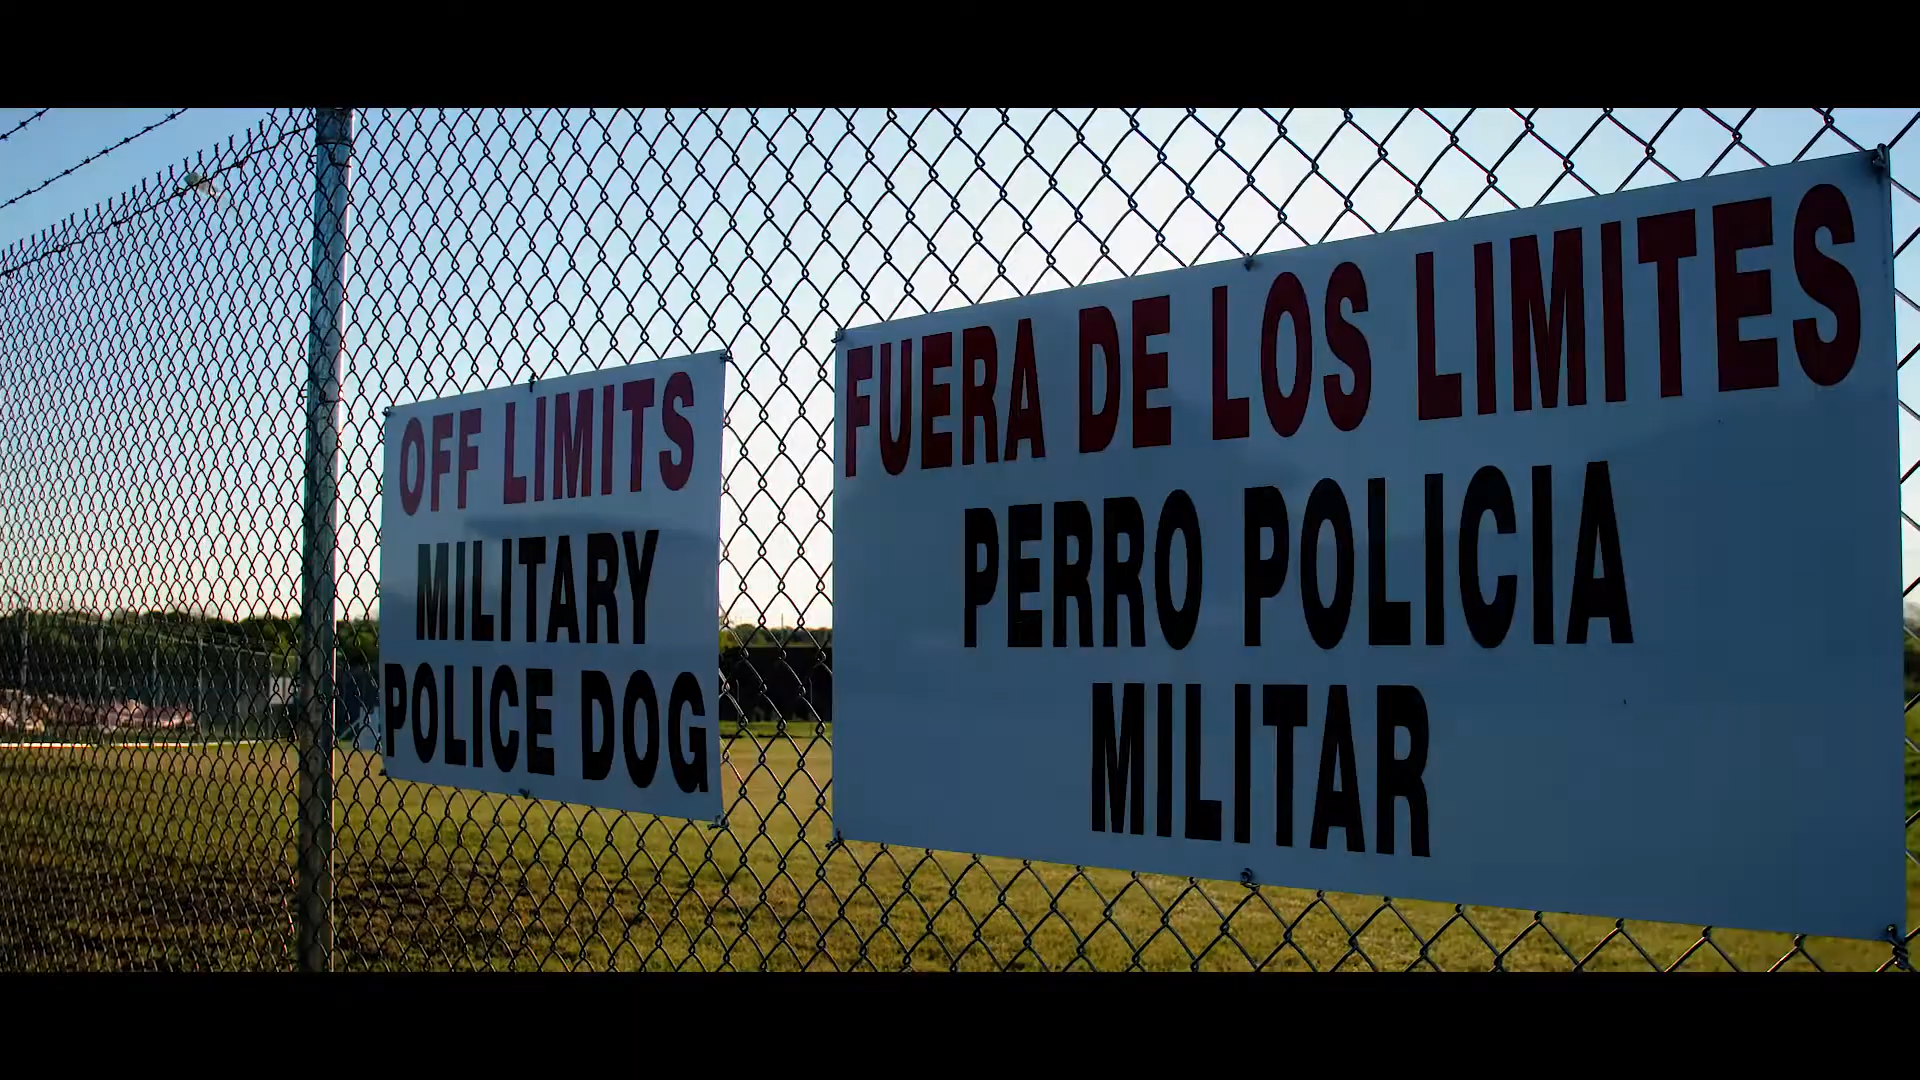 OFF LIMITS
MILITARY
POLICE DOG
FUERA DE LOS LIMITES
PERRO POLICIA
MILITAR